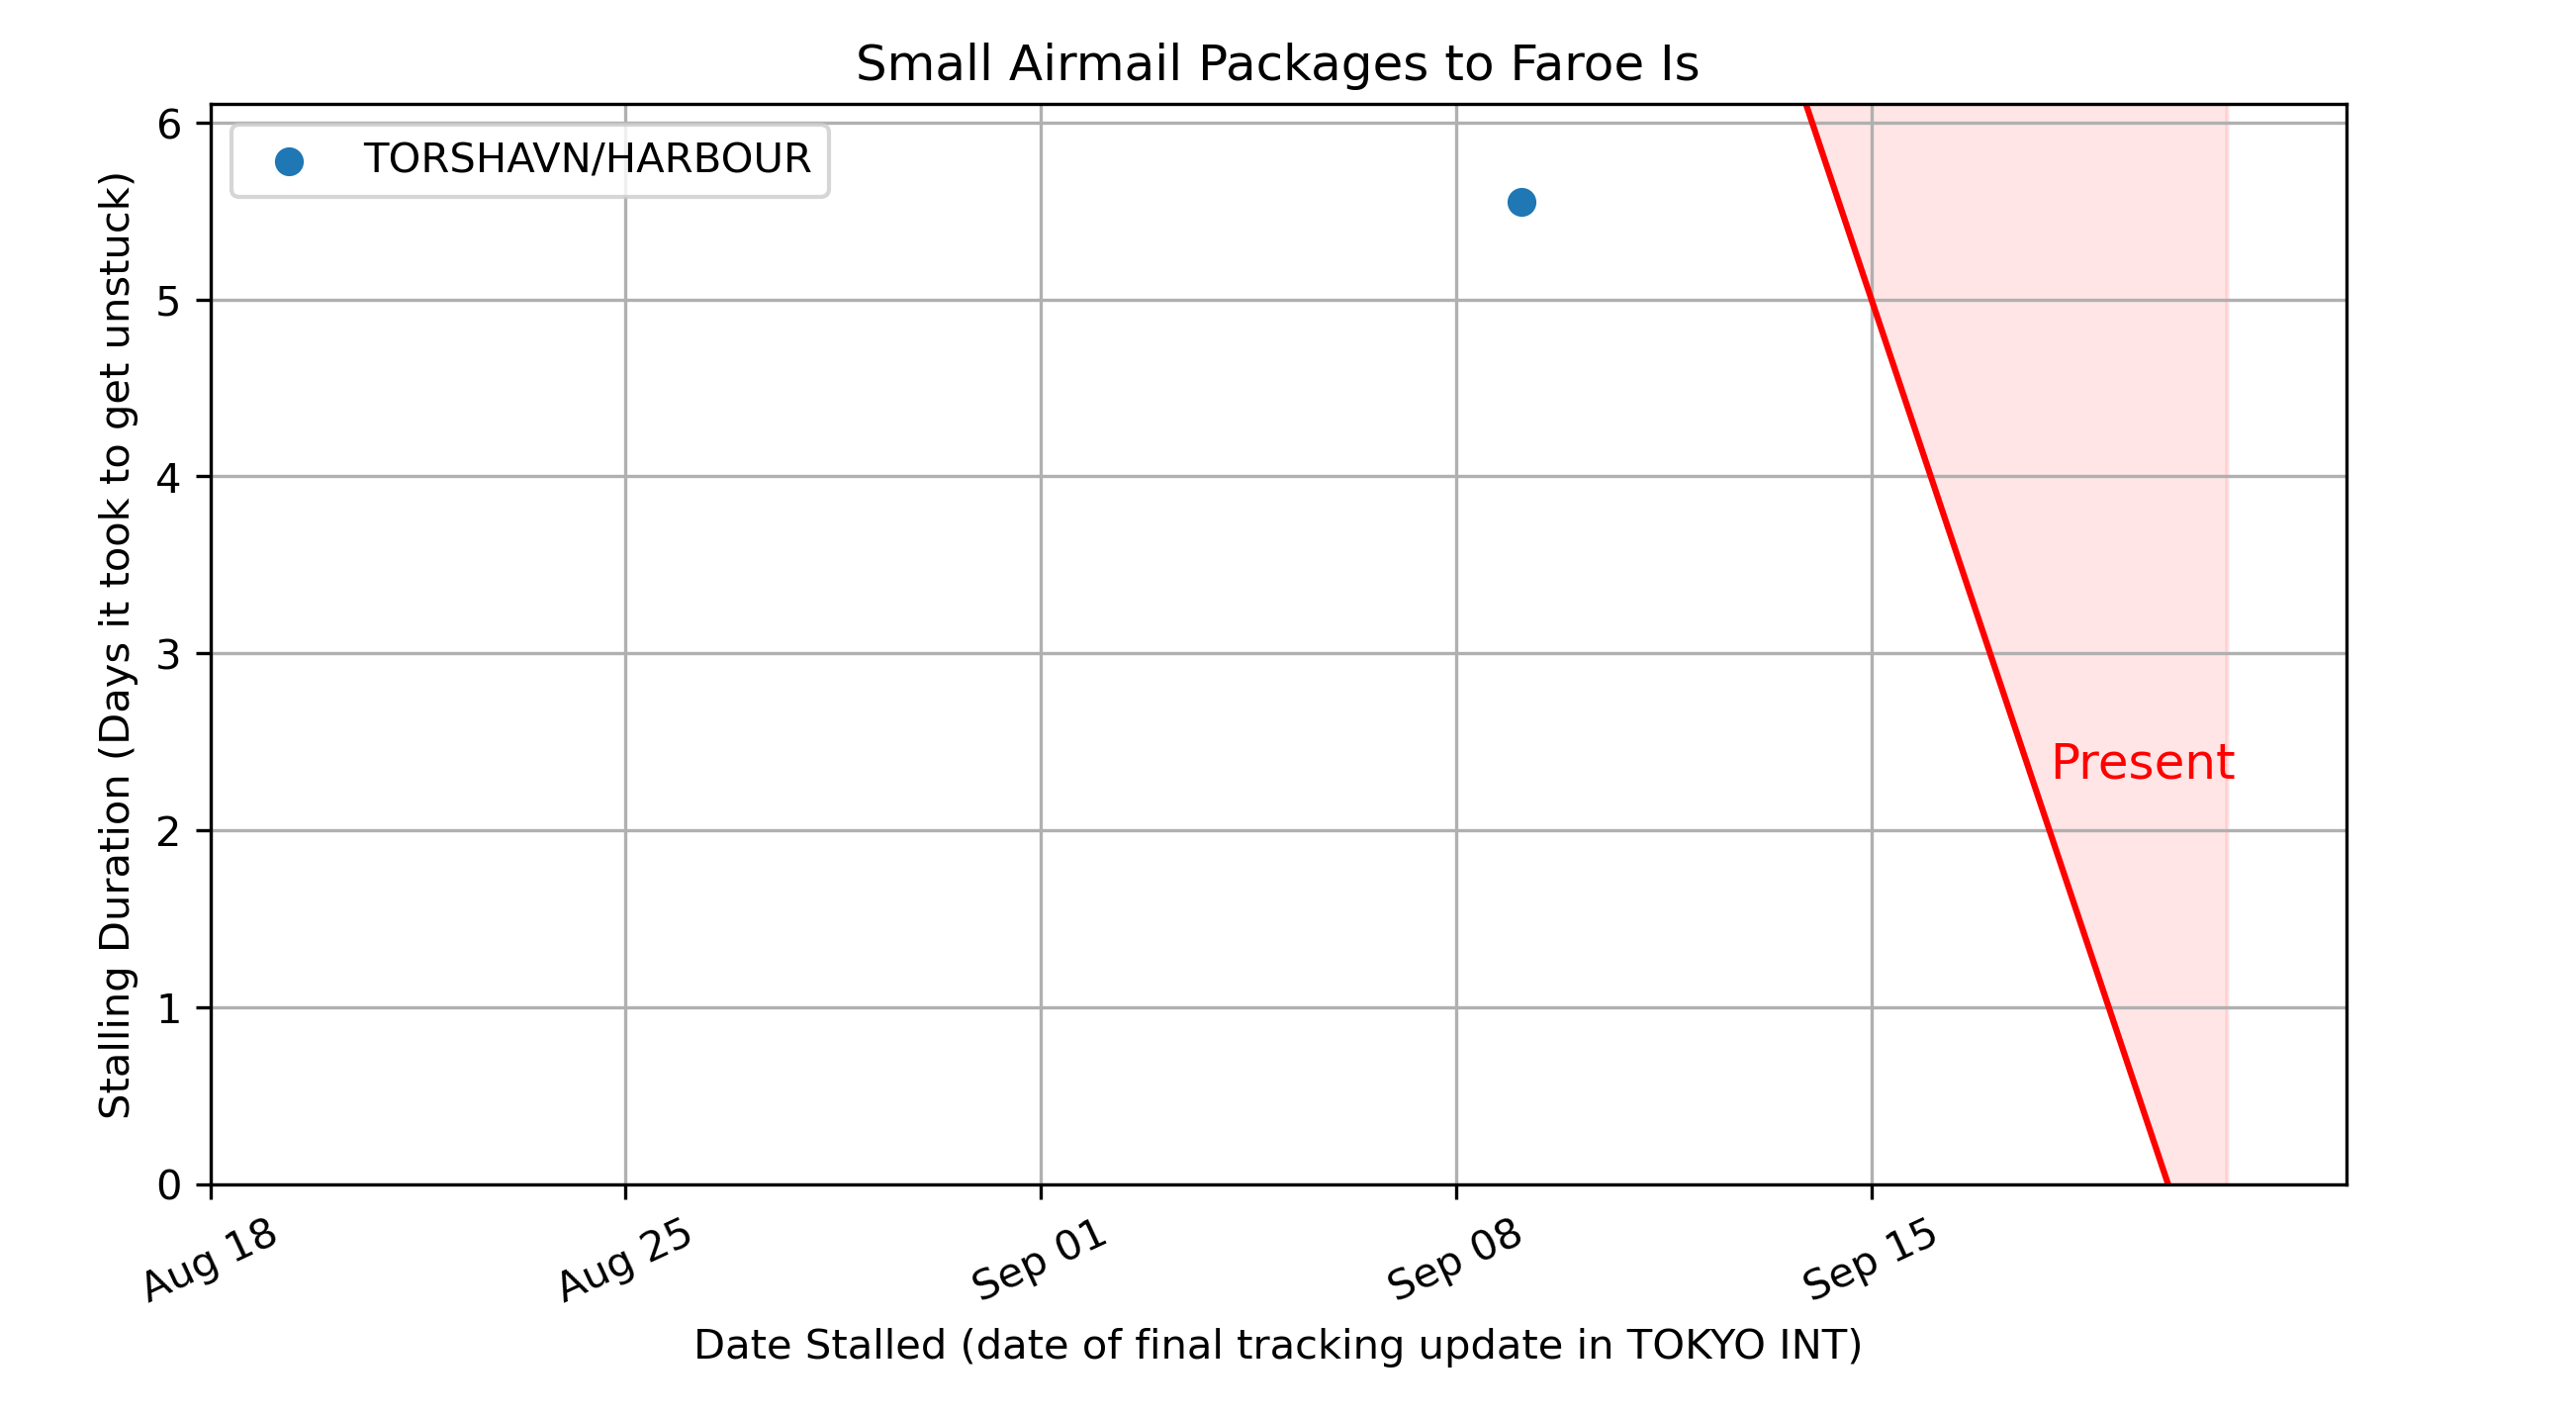 Small Airmail Packages to Faroe Is
TORSHAVN/HARBOUR
Stalling Duration (Days it took to get unstuck)
6
5
4
3
2
1
0
Present
Aug 18
Aug 25
Sep 01
Sep 08
Sep 15
Date Stalled (date of final tracking update in TOKYO INT)